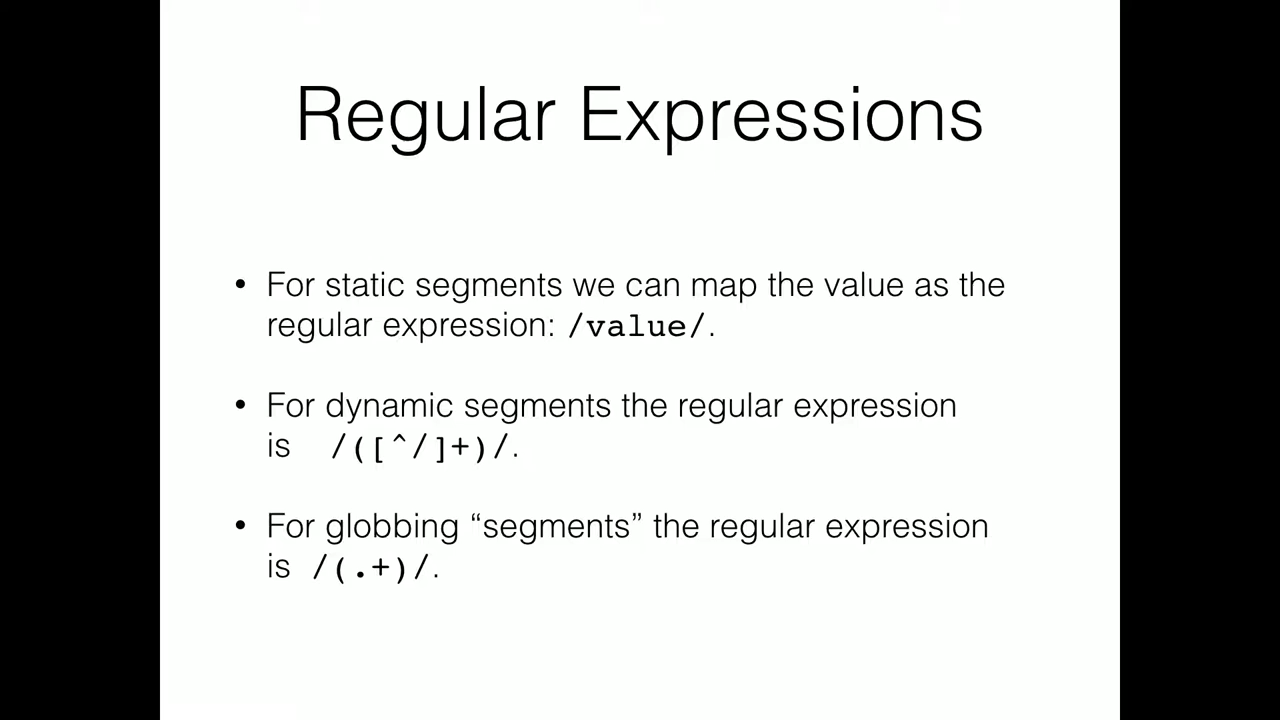 Regular Expressions
• For static segments we can map the value as the
regular expression: /value/.
• For dynamic segments the regular expression
is /([^/]+)/.
• For globbing “segments” the regular expression
is /(.+)/.